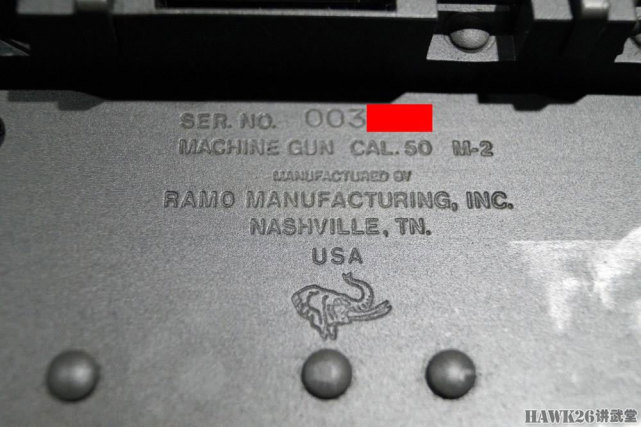 SER. NO. 003
MACHINE GUN CAL. 50 M-2
MANUFACTURED BY
RAMO MANUFACTURING, INC.
NASHVILLE, TN.
USA
HAWK26讲武堂